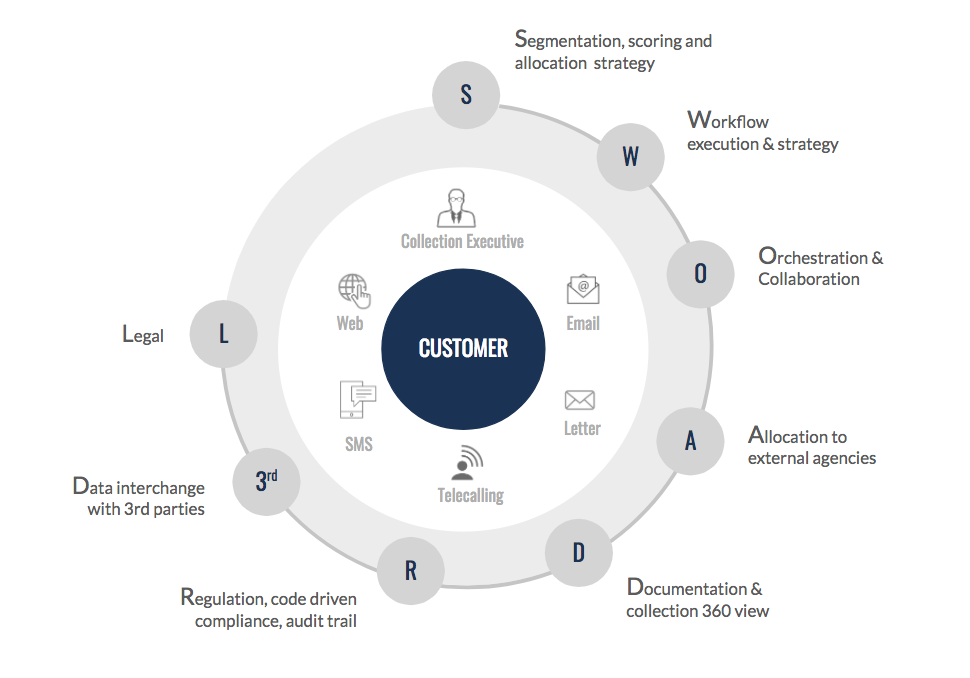 S
Segmentation, scoring and
allocation strategy
W
Workflow
execution & strategy
O
Orchestration &
Collaboration
A
Allocation to
external agencies
D
Documentation &
collection 360 view
R
Regulation, code driven
compliance, audit trail
3rd
Data interchange
with 3rd parties
L
Legal
Collection Executive
Email
Letter
Telecalling
SMS
Web
CUSTOMER